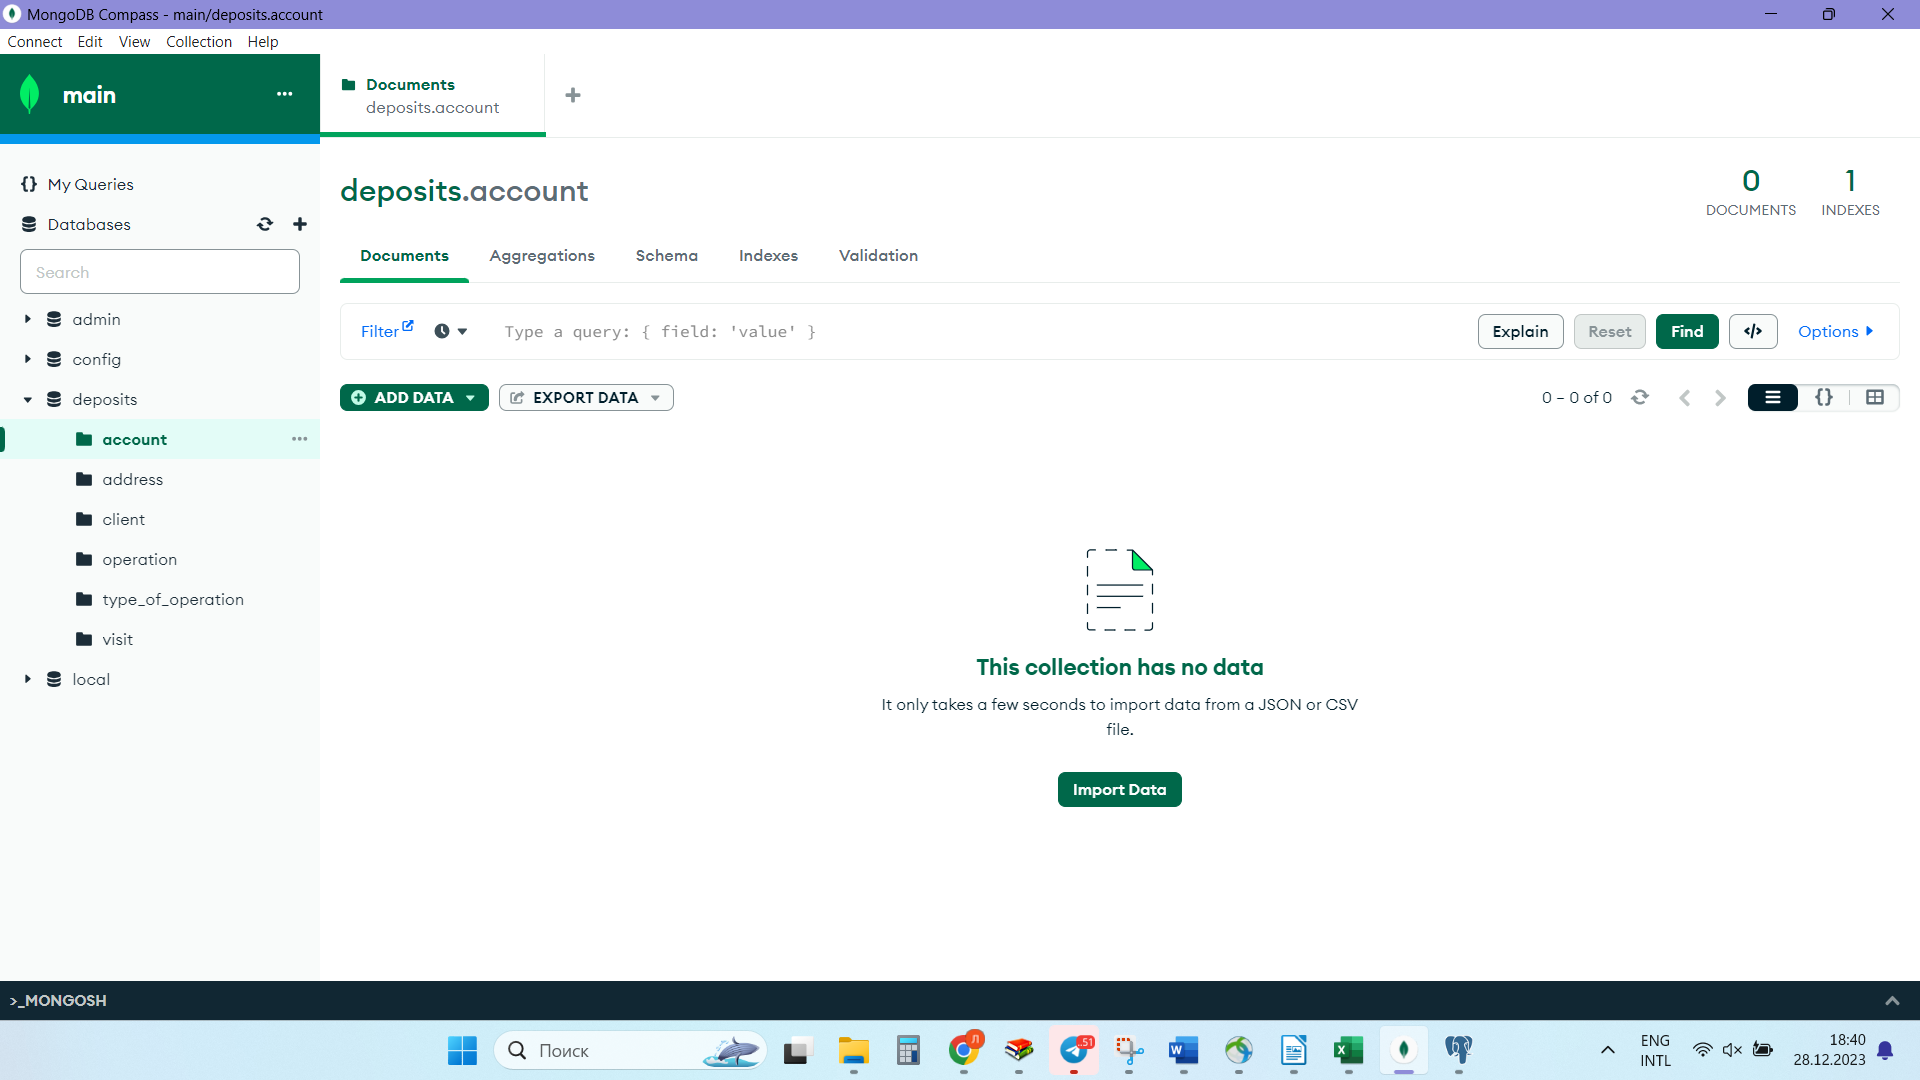 MongoDB Compass - main/deposits.account
Connect Edit View Collection Help
main
Documents
deposits.account
My Queries
Databases
Search
admin
config
deposits
account
address
client
operation
type_of_operation
visit
local
deposits.account
0
DOCUMENTS
1
INDEXES
Documents Aggregations Schema Indexes Validation
Filter Type a query: { field: 'value' } Explain Reset Find </> Options
ADD DATA EXPORT DATA 0 – 0 of 0 {}
This collection has no data
It only takes a few seconds to import data from a JSON or CSV
file.
Import Data
>_MONGOSH
Поиск
Л
..51
ENG
INTL
18:40
28.12.2023